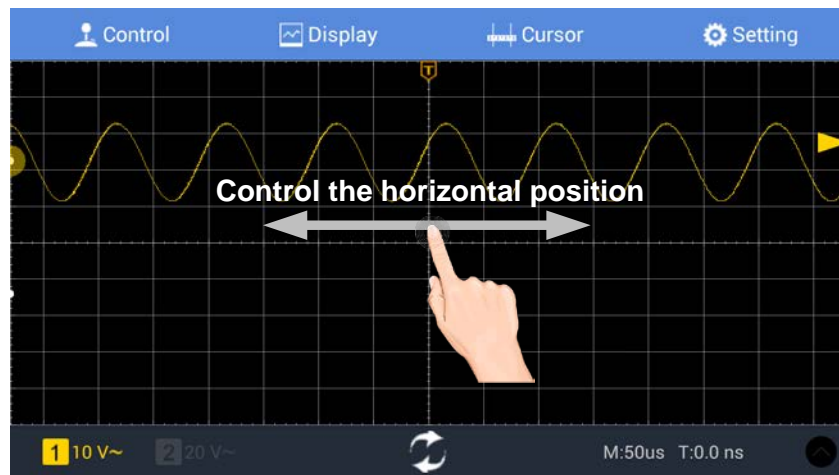 Control Display Cursor Setting
T
Control the horizontal position
1 10 V~ 2 20 V~ M:50us T:0.0 ns